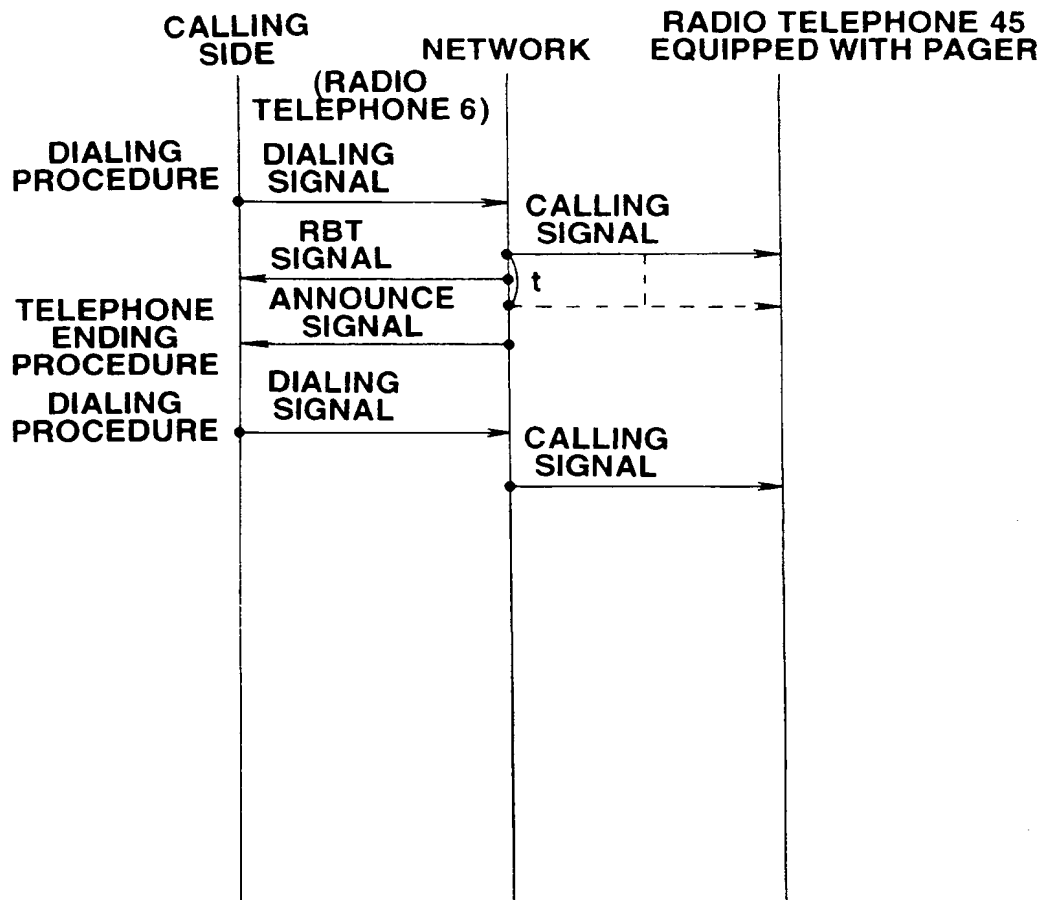 CALLING
SIDE
NETWORK
RADIO TELEPHONE 45
EQUIPPED WITH PAGER
(RADIO
TELEPHONE 6)
DIALING
PROCEDURE
DIALING
SIGNAL
CALLING
SIGNAL
RBT
SIGNAL
t
ANNOUNCE
SIGNAL
TELEPHONE
ENDING
PROCEDURE
DIALING
SIGNAL
DIALING
PROCEDURE
CALLING
SIGNAL